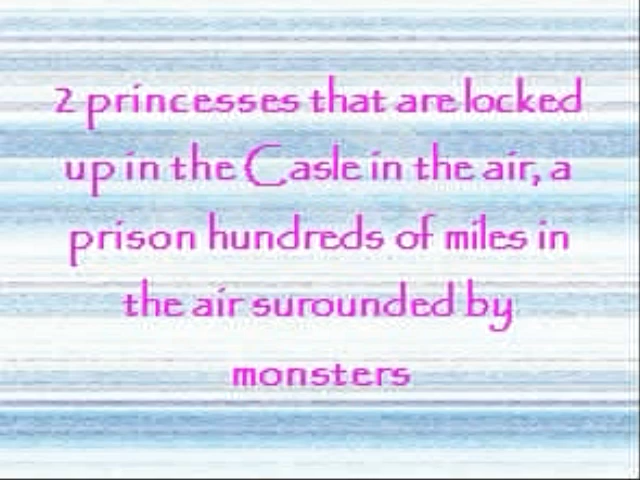 2 princesses that are locked
up in the Casle in the air, a
prison hundreds of miles in
the air surounded by
monsters